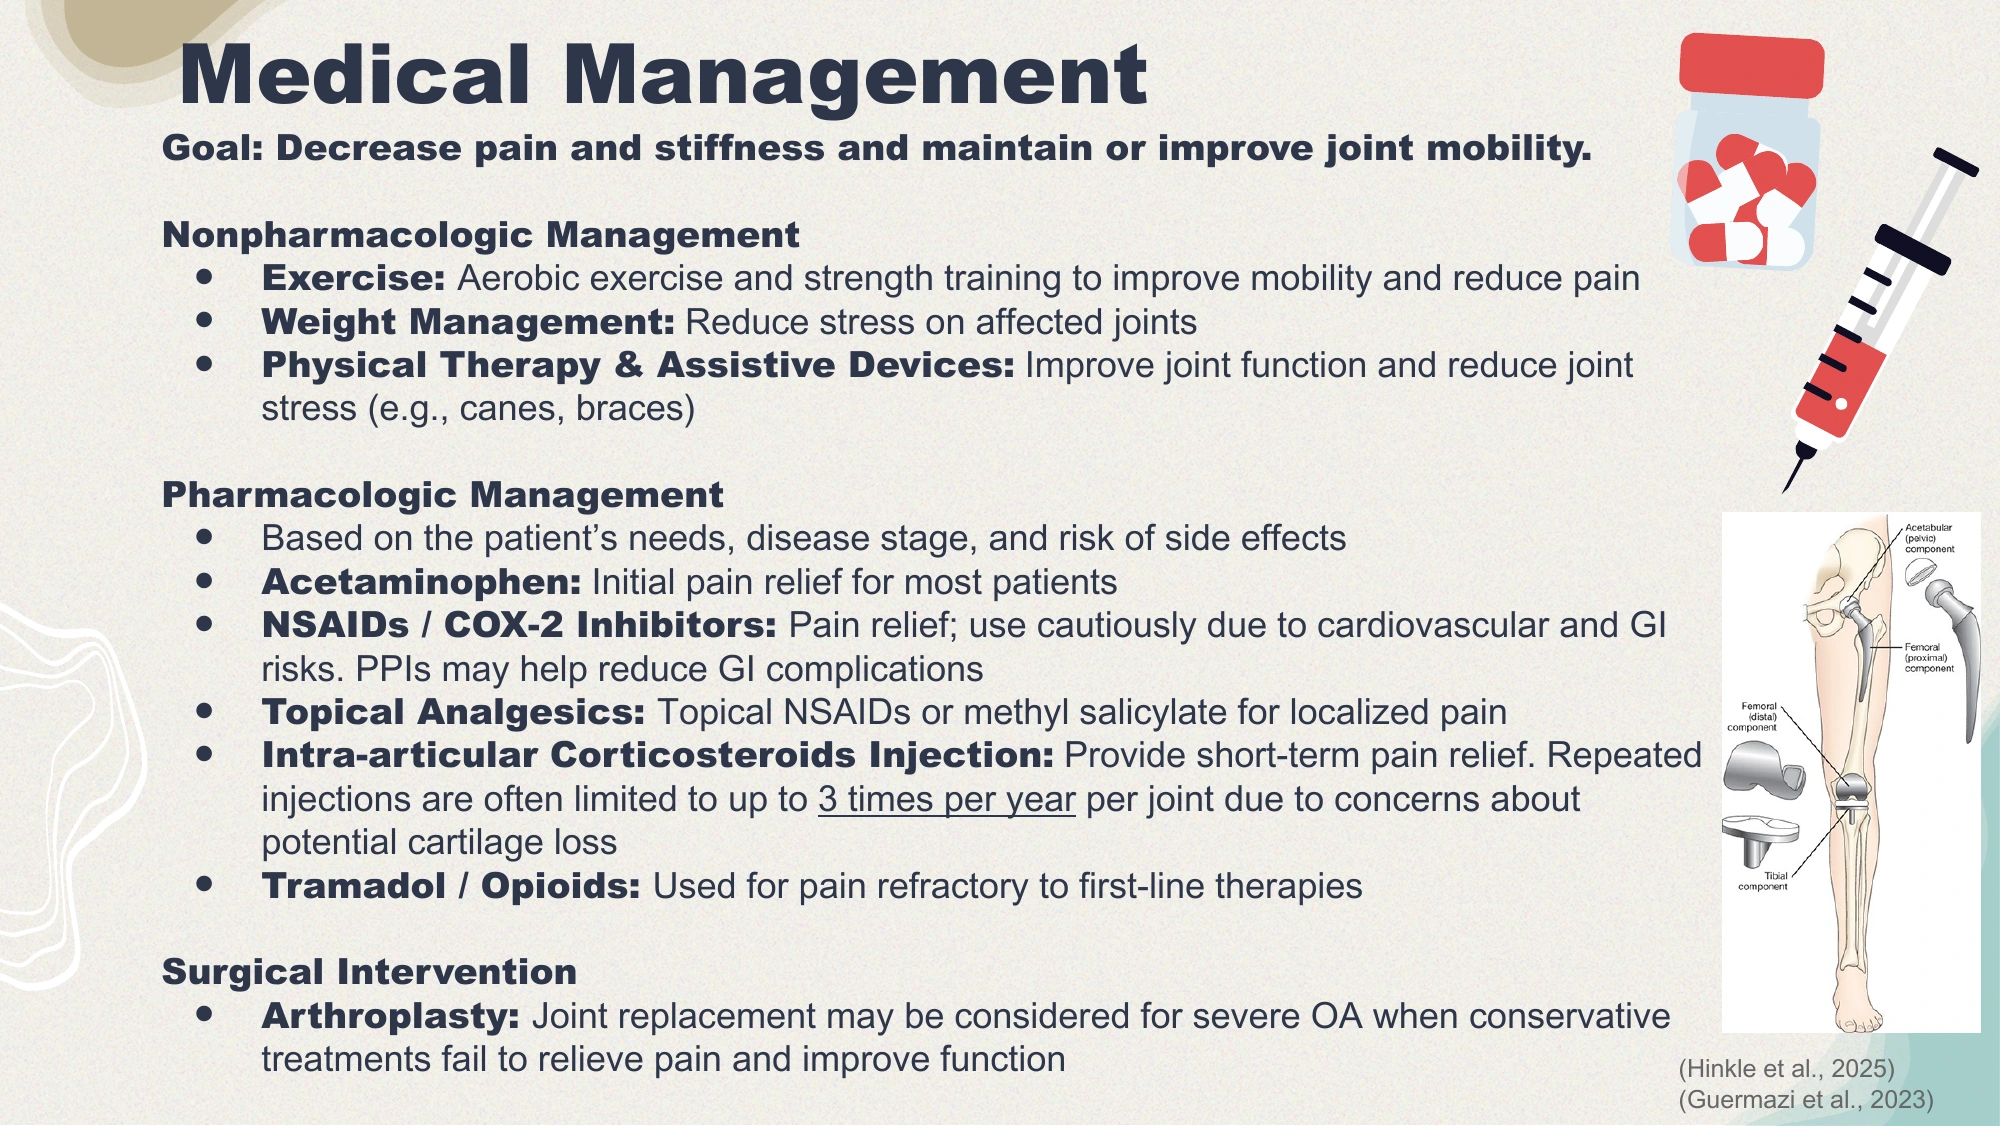 Medical Management
Goal: Decrease pain and stiffness and maintain or improve joint mobility.
Nonpharmacologic Management
● Exercise: Aerobic exercise and strength training to improve mobility and reduce pain
● Weight Management: Reduce stress on affected joints
● Physical Therapy & Assistive Devices: Improve joint function and reduce joint
stress (e.g., canes, braces)
Pharmacologic Management
● Based on the patient’s needs, disease stage, and risk of side effects
● Acetaminophen: Initial pain relief for most patients
● NSAIDs / COX-2 Inhibitors: Pain relief; use cautiously due to cardiovascular and GI
risks. PPIs may help reduce GI complications
● Topical Analgesics: Topical NSAIDs or methyl salicylate for localized pain
● Intra-articular Corticosteroids Injection: Provide short-term pain relief. Repeated
injections are often limited to up to 3 times per year per joint due to concerns about
potential cartilage loss
● Tramadol / Opioids: Used for pain refractory to first-line therapies
Surgical Intervention
● Arthroplasty: Joint replacement may be considered for severe OA when conservative
treatments fail to relieve pain and improve function
Acetabular
(pelvic)
component
Femoral
(proximal)
component
Femoral
(distal)
component
Tibial
component
(Hinkle et al., 2025)
(Guermazi et al., 2023)